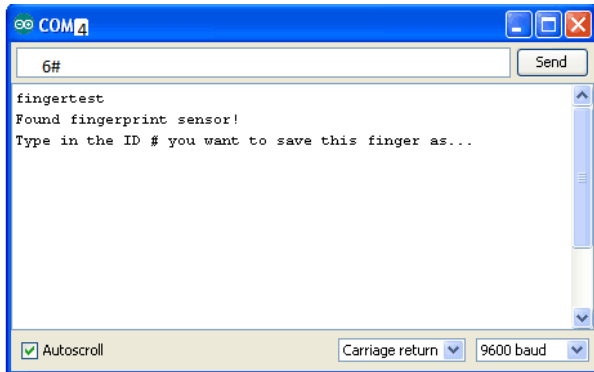 COM4
6#
Send
fingertest
Found fingerprint sensor!
Type in the ID # you want to save this finger as...
Autoscroll
Carriage return
9600 baud